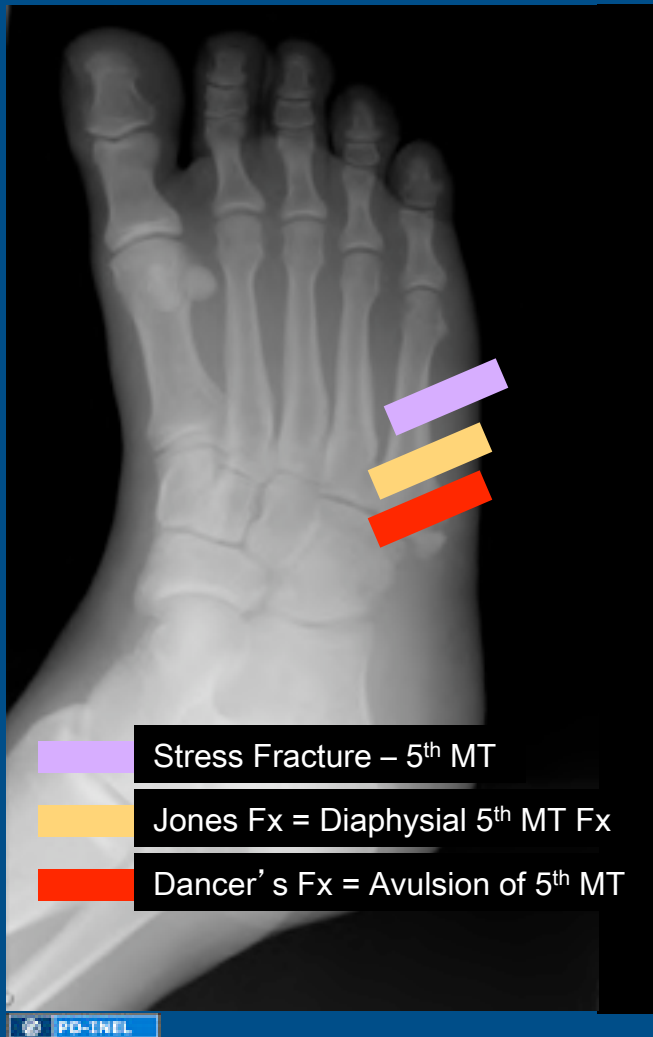 Stress Fracture – 5th MT
Jones Fx = Diaphysial 5th MT Fx
Dancer's Fx = Avulsion of 5th MT
PD-INEL